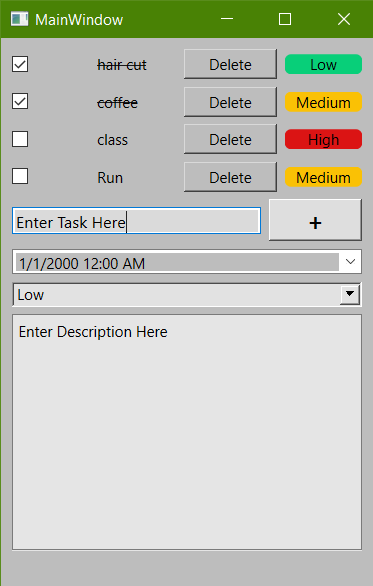 MainWindow
hair cut Delete Low
coffee Delete Medium
class Delete High
Run Delete Medium
Enter Task Here +
1/1/2000 12:00 AM
Low
Enter Description Here